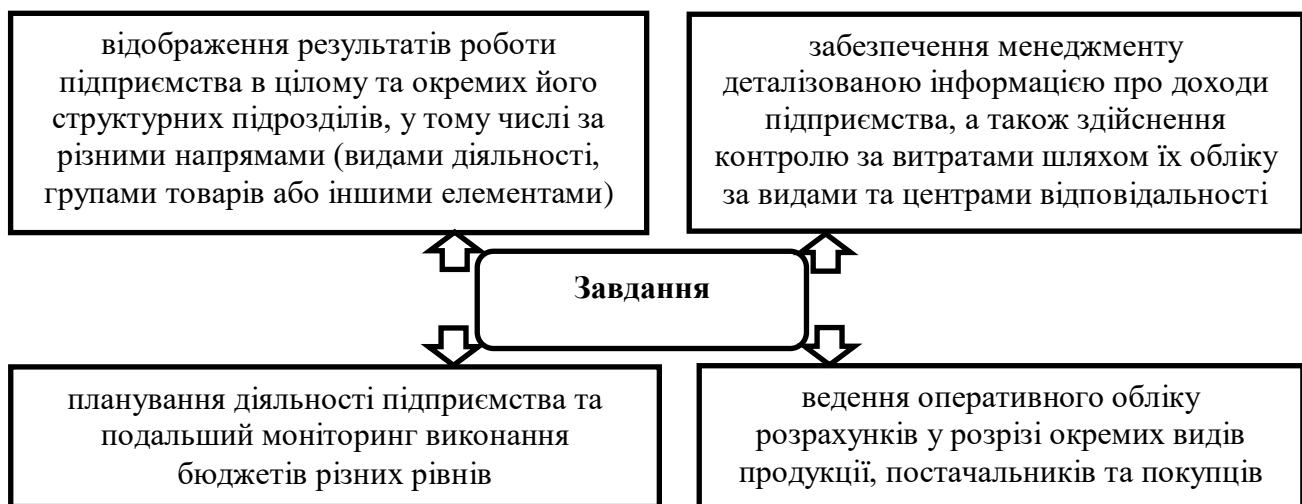 відображення результатів роботи
підприємства в цілому та окремих його
структурних підрозділів, у тому числі за
різними напрямами (видами діяльності,
групами товарів або іншими елементами)
забезпечення менеджменту
деталізованою інформацією про доходи
підприємства, а також здійснення
контролю за витратами шляхом їх обліку
за видами та центрами відповідальності
Завдання
планування діяльності підприємства та
подальший моніторинг виконання
бюджетів різних рівнів
ведення оперативного обліку
розрахунків у розрізі окремих видів
продукції, постачальників та покупців